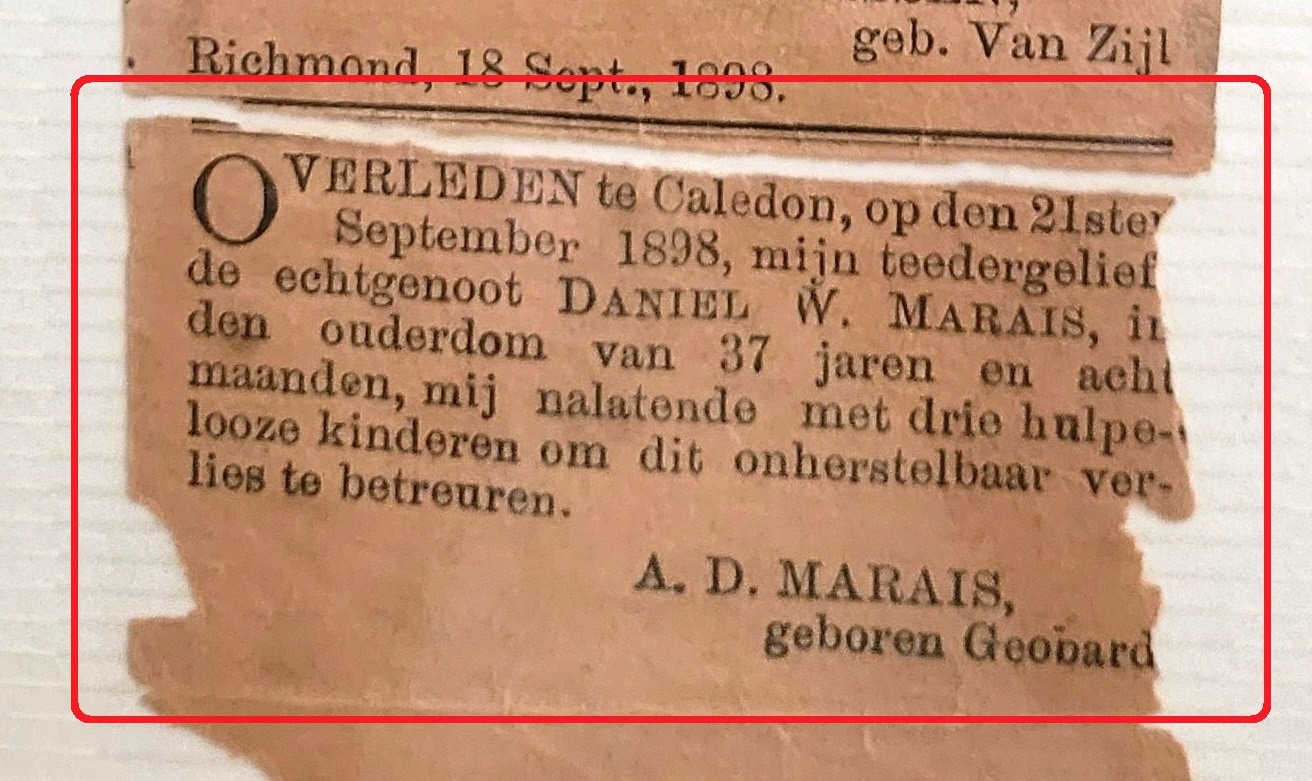 geb. Van Zijl
Richmond, 18 Sept., 1898.
OVERLEDEN te Caledon, op den 21ster
September 1898, mijn teedergelief
de echtgenoot DANIEL W. MARAIS, in
den ouderdom van 37 jaren en acht
maanden, mij nalatende met drie hulpe-
looze kinderen om dit onherstelbaar ver-
lies te betreuren.
A. D. MARAIS,
geboren Geobard